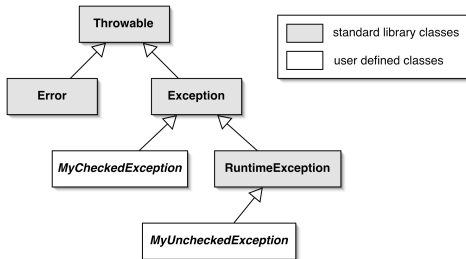 Throwable
standard library classes
user defined classes
Error
Exception
MyCheckedException
RuntimeException
MyUncheckedException